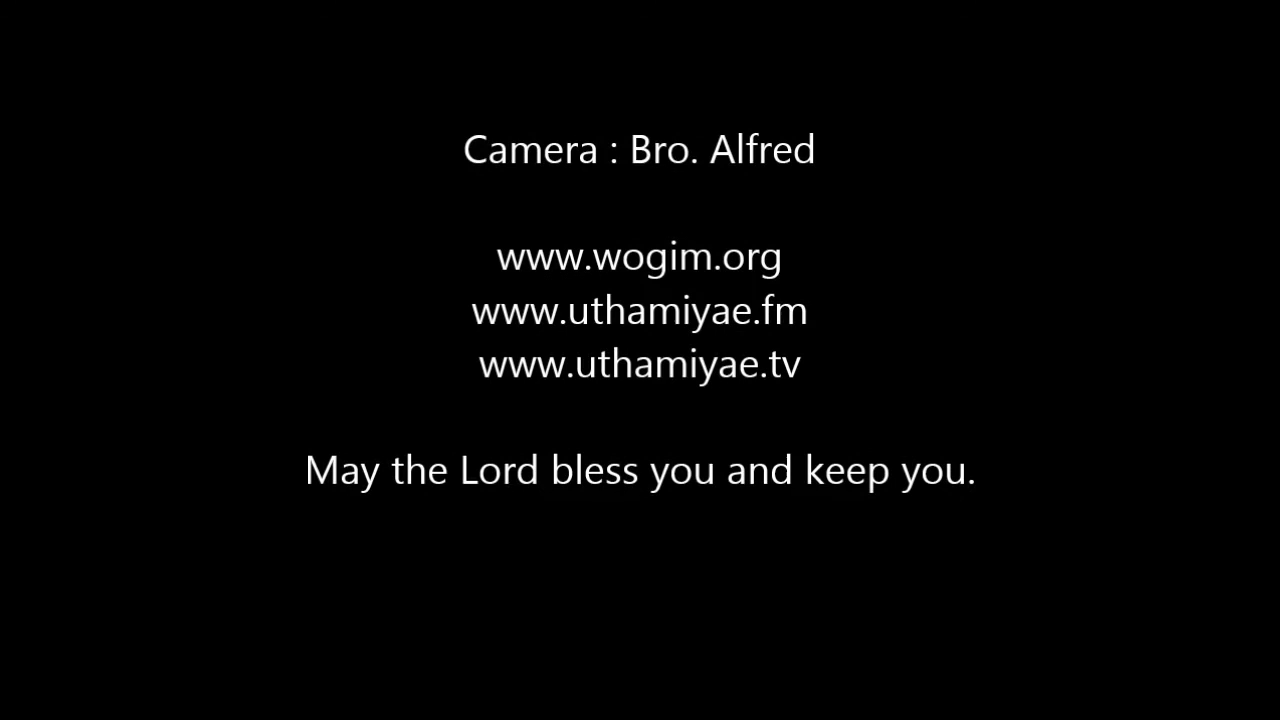 Camera : Bro. Alfred
www.wogim.org
www.uthamiyae.fm
www.uthamiyae.tv
May the Lord bless you and keep you.